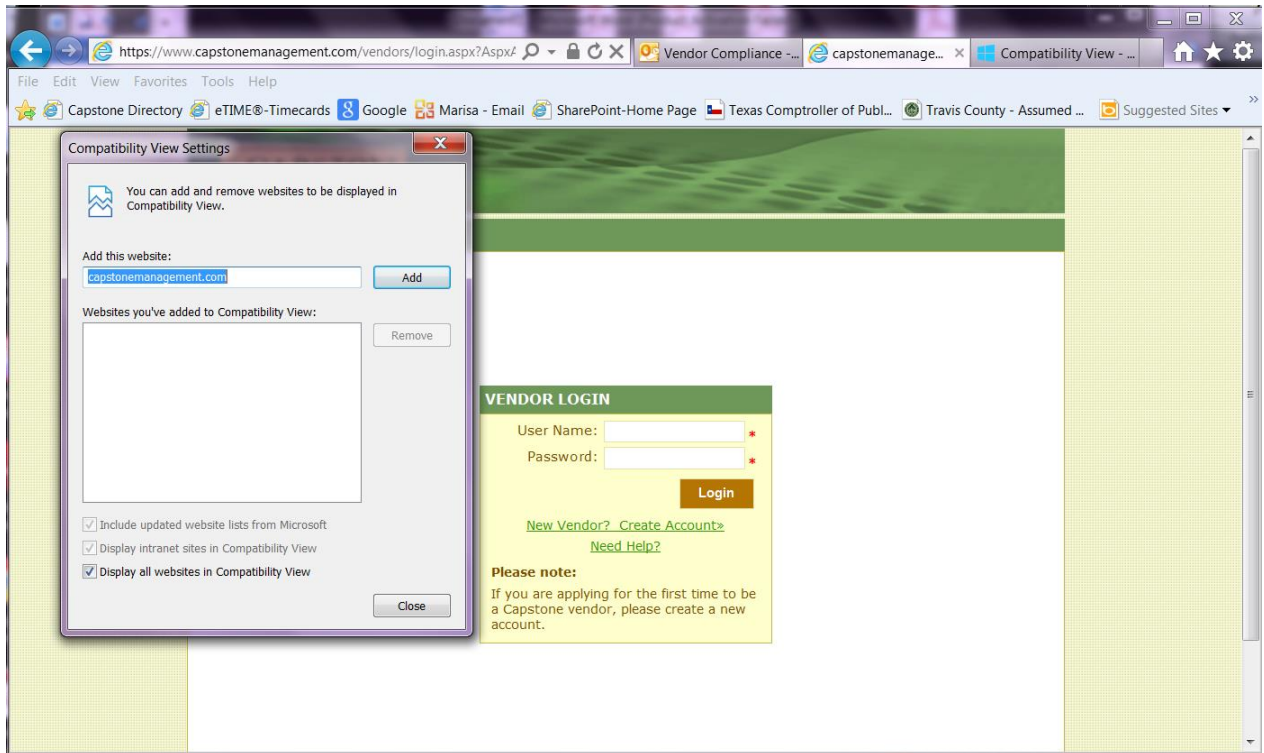 https://www.capstonemanagement.com/vendors/login.aspx?Aspx
Vendor Compliance -...
capstonemanage...
Compatibility View - ...
File Edit View Favorites Tools Help
Capstone Directory eTIME®-Timecards Google Marisa - Email SharePoint-Home Page Texas Comptroller of Publ... Travis County - Assumed ... Suggested Sites
Compatibility View Settings
You can add and remove websites to be displayed in
Compatibility View.
Add this website:
capstonemanagement.com
Add
Websites you've added to Compatibility View:
Remove
Include updated website lists from Microsoft
Display intranet sites in Compatibility View
Display all websites in Compatibility View
Close
VENDOR LOGIN
User Name: *
Password: *
Login
New Vendor? Create Account»
Need Help?
Please note:
If you are applying for the first time to be
a Capstone vendor, please create a new
account.